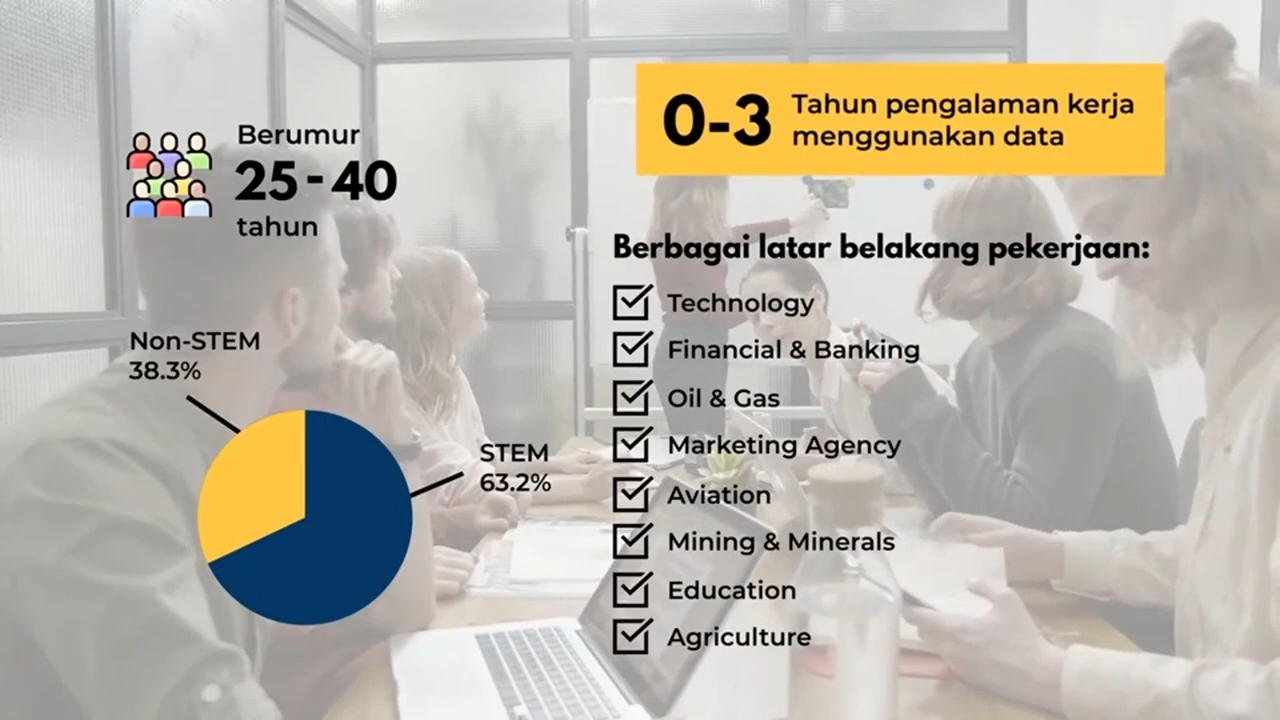 Berumur
25 - 40
tahun
Non-STEM
38.3%
STEM
63.2%
0-3
Tahun pengalaman kerja
menggunakan data
Berbagai latar belakang pekerjaan:
Technology
Financial & Banking
Oil & Gas
Marketing Agency
Aviation
Mining & Minerals
Education
Agriculture